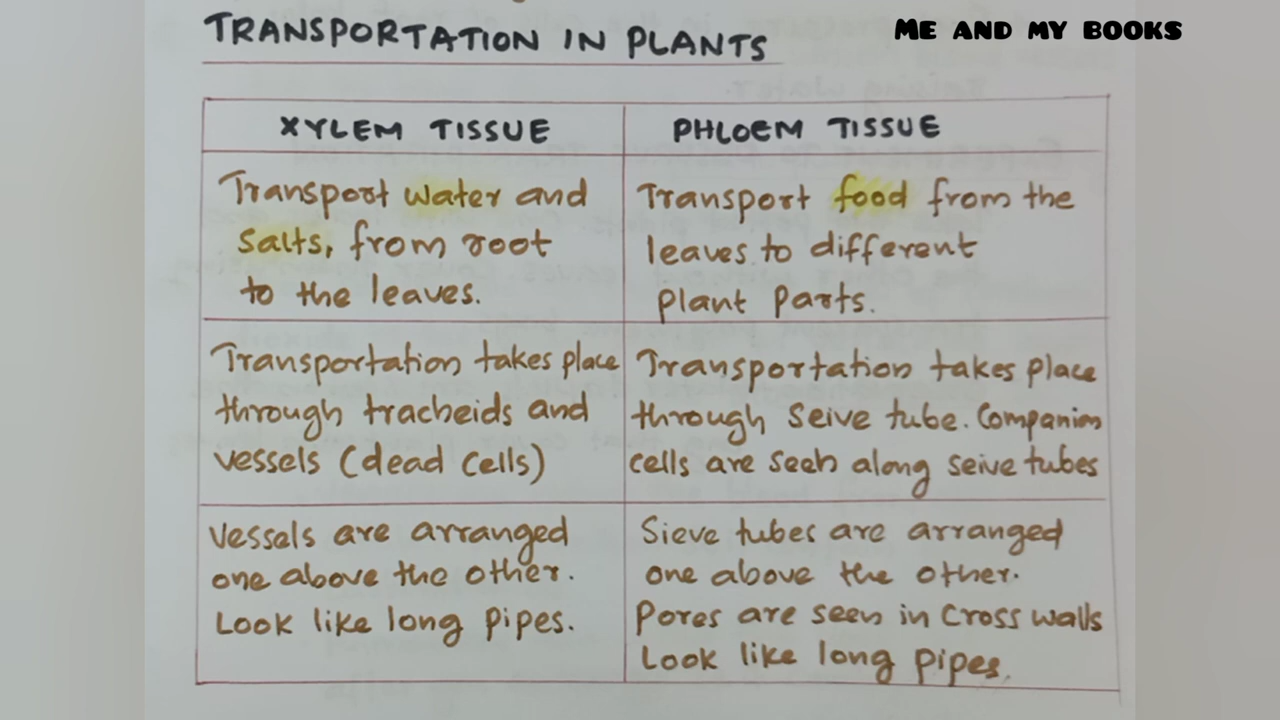 TRANSPORTATION IN PLANTS
ME AND MY BOOKS
XYLEM TISSUE
Transport water and
salts, from root
to the leaves.
PHLOEM TISSUE
Transport food from the
leaves to different
plant parts.
Transportation takes place
through tracheids and
vessels (dead cells)
Transportation takes place
through seive tube. Companion
cells are seen along seive tubes
Vessels are arranged
one above the other.
Look like long pipes.
Sieve tubes are arranged
one above the other.
Pores are seen in cross walls
Look like long pipes.